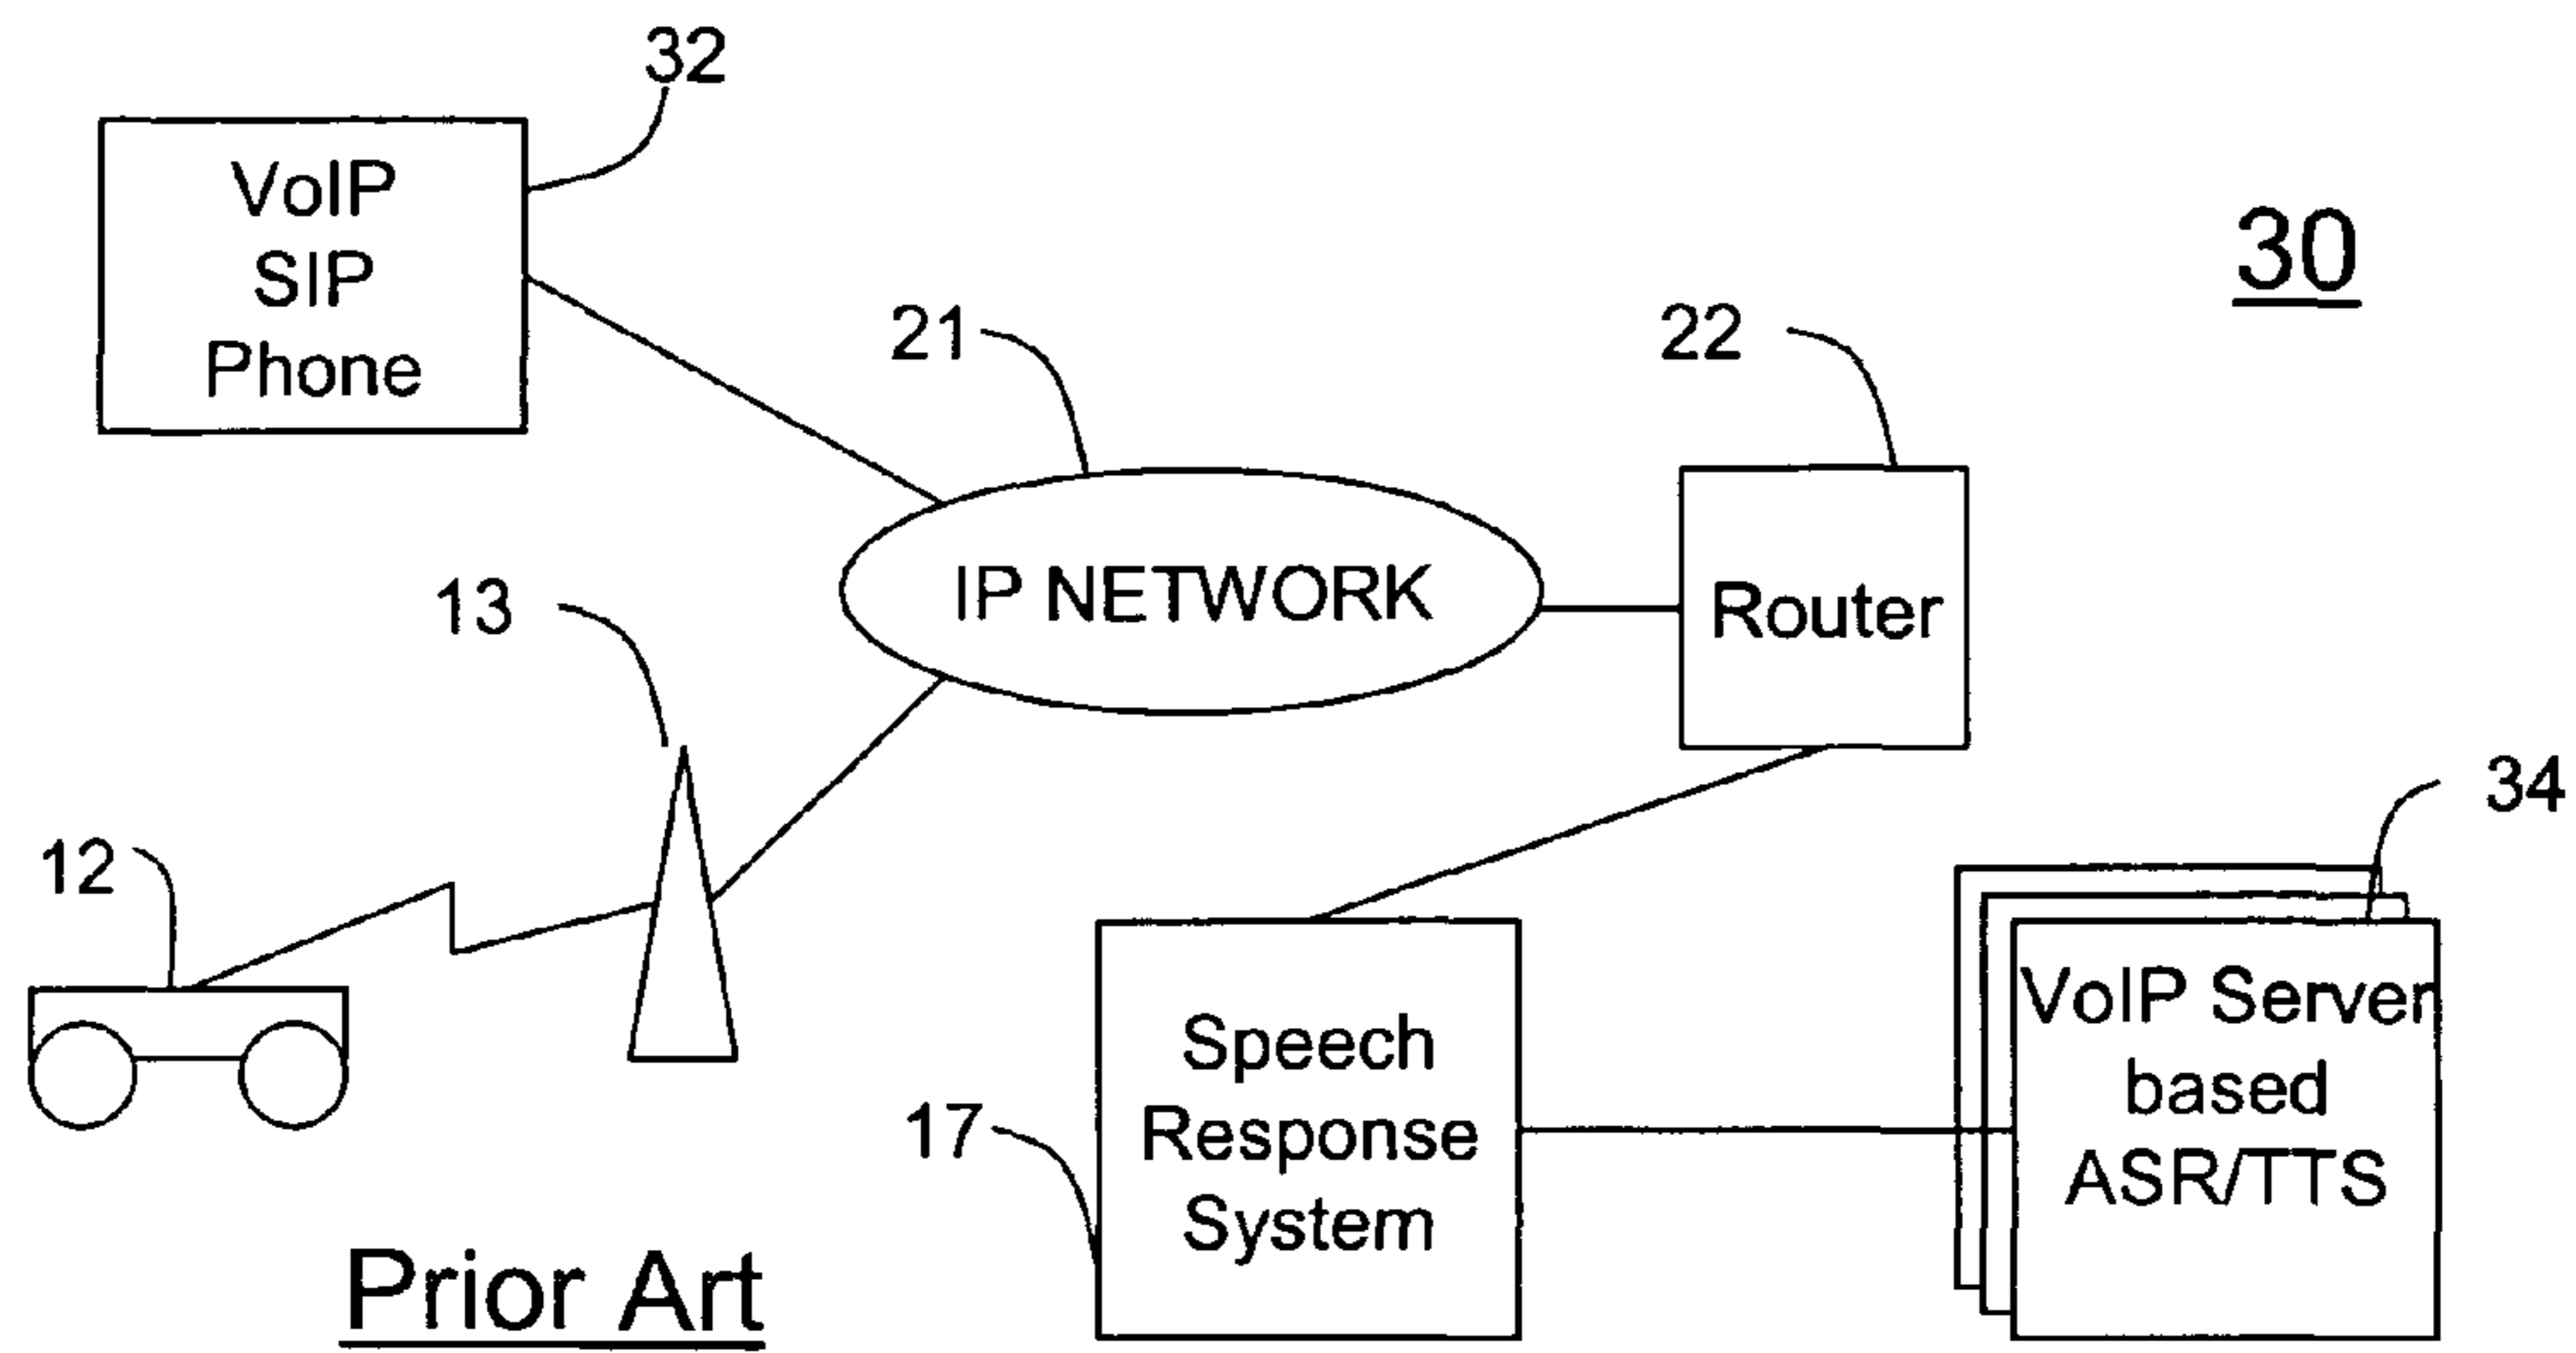 32
VoIP
SIP
Phone
30
21
22
IP NETWORK
Router
13
34
12
VoIP Server
based
ASR/TTS
Speech
Response
System
17
Prior Art